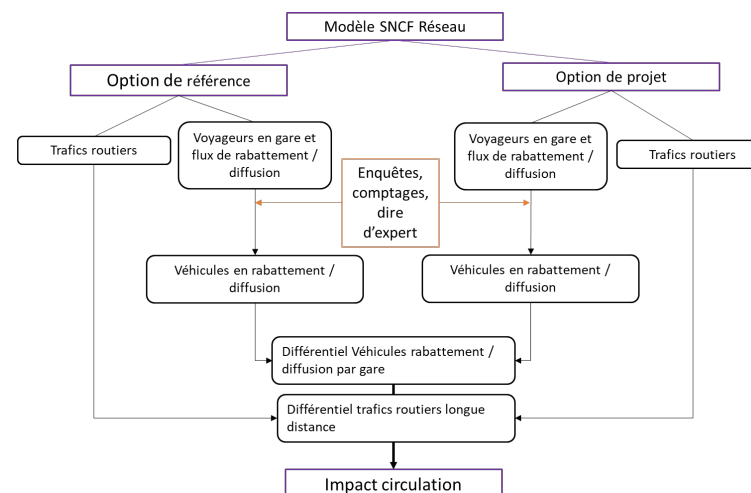 Modèle SNCF Réseau
Option de référence
Option de projet
Trafics routiers
Voyageurs en gare et
flux de rabattement /
diffusion
Enquêtes,
comptages,
dire
d'expert
Voyageurs en gare et
flux de rabattement /
diffusion
Trafics routiers
Véhicules en rabattement /
diffusion
Véhicules en rabattement /
diffusion
Différentiel Véhicules rabattement /
diffusion par gare
Différentiel trafics routiers longue
distance
Impact circulation